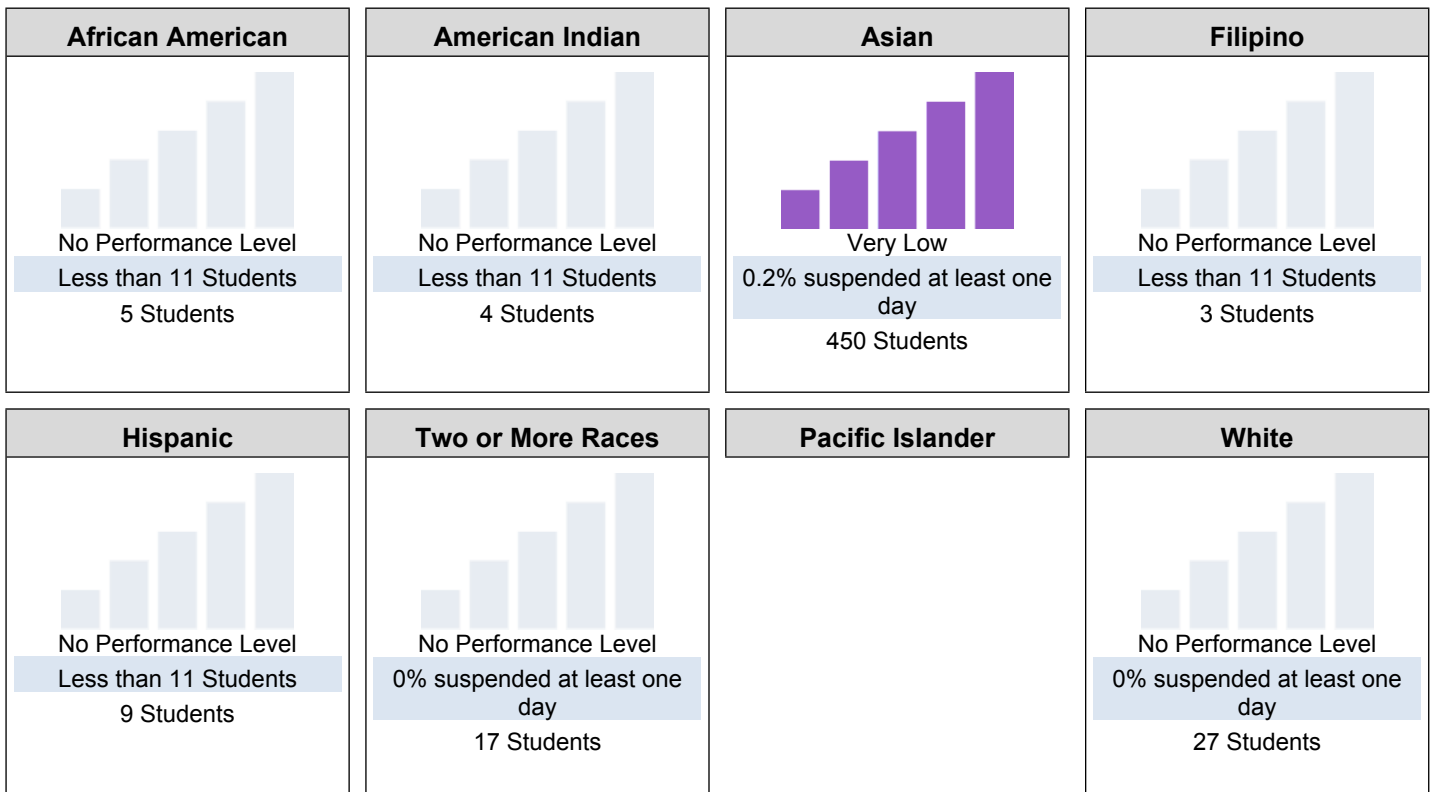 African American
No Performance Level
Less than 11 Students
5 Students
American Indian
No Performance Level
Less than 11 Students
4 Students
Asian
Very Low
0.2% suspended at least one
day
450 Students
Filipino
No Performance Level
Less than 11 Students
3 Students
Hispanic
No Performance Level
Less than 11 Students
9 Students
Two or More Races
No Performance Level
0% suspended at least one
day
17 Students
Pacific Islander
White
No Performance Level
0% suspended at least one
day
27 Students